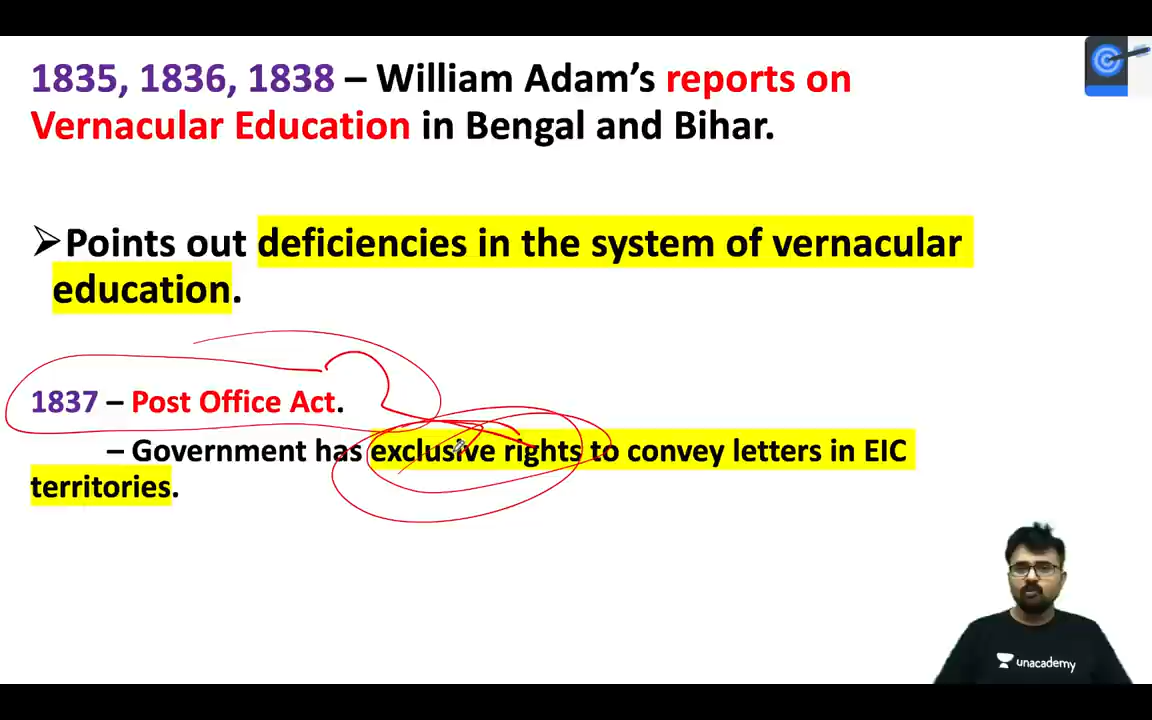 1835, 1836, 1838 – William Adam's reports on
Vernacular Education in Bengal and Bihar.
➢Points out deficiencies in the system of vernacular
education.
1837 – Post Office Act.
– Government has exclusive rights to convey letters in EIC
territories.
unacademy